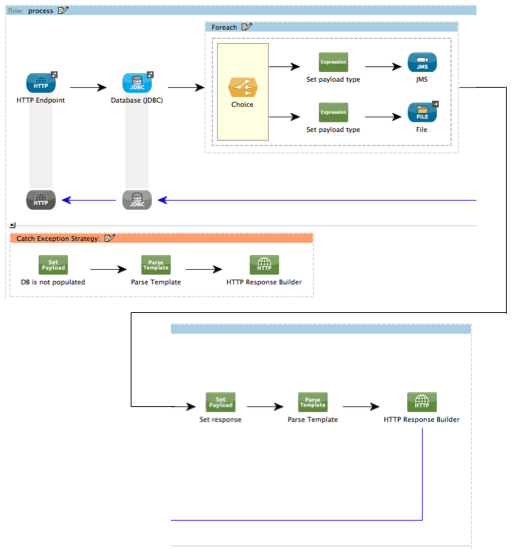 flow: process
Foreach
Expression
Set payload type
JMS
HTTP
HTTP Endpoint
JDBC
Database (JDBC)
Choice
Expression
Set payload type
FILE
File
HTTP
JDBC
Catch Exception Strategy:
Set
Payload
DB is not populated
Parse
Template
Parse Template
HTTP
HTTP Response Builder
Set
Payload
Set response
Parse
Template
Parse Template
HTTP
HTTP Response Builder